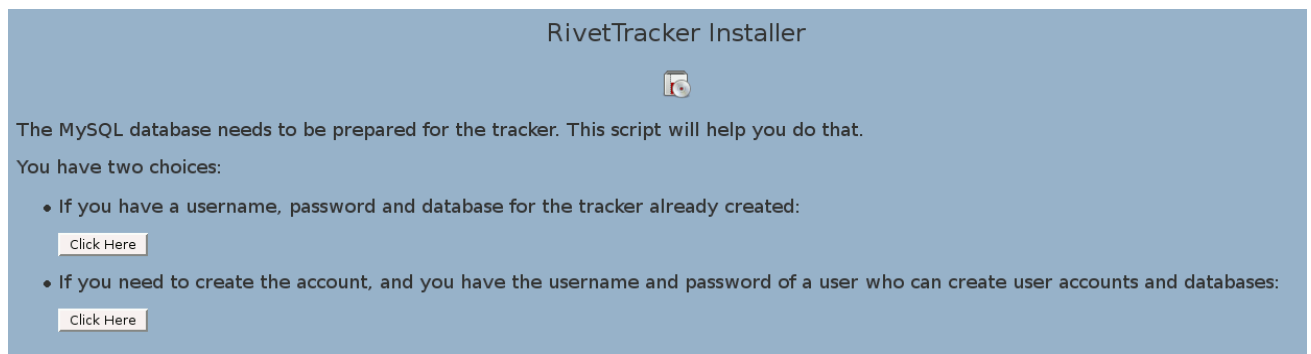 RivetTracker Installer
The MySQL database needs to be prepared for the tracker. This script will help you do that.
You have two choices:
• If you have a username, password and database for the tracker already created:
Click Here
• If you need to create the account, and you have the username and password of a user who can create user accounts and databases:
Click Here